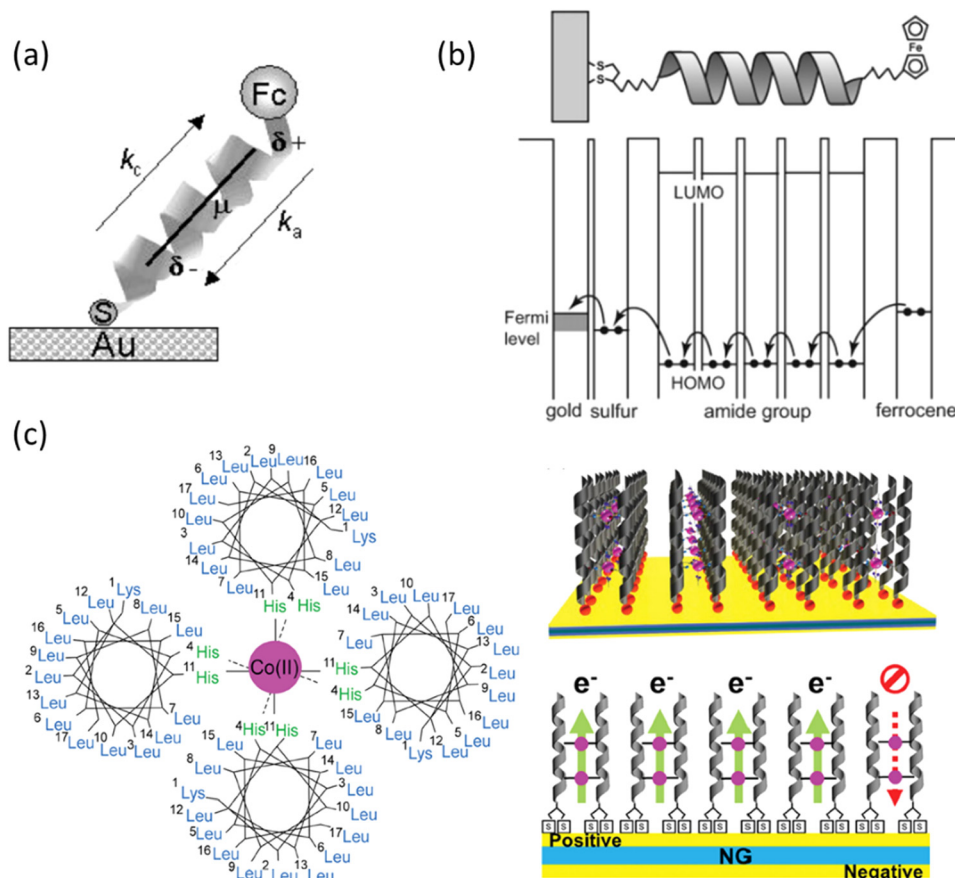 (a)
Fc
δ+
k_c
μ
k_a
δ-
S
Au
(b)
Fe
S
S
LUMO
Fermi
level
HOMO
gold sulfur amide group ferrocene
(c)
13 Leu
2 Leu
9 Leu
16 Leu
6 Leu
5 Leu
17 Leu
12 Leu
10 Leu
1 Lys
3 Leu
8 Leu
14 Leu
15 Leu
7 Leu
11 His
4 His
1 Lys
12 Leu
8 Leu
5 Leu
15 Leu
16 Leu
4 His
9 Leu
11 His
2 Leu
13 Leu
7 Leu
6 Leu
14 Leu
17 Leu
10 Leu
3 Leu
Co(II)
10 Leu
3 Leu
17 Leu
14 Leu
6 Leu
7 Leu
13 Leu
11 His
2 Leu
4 His
9 Leu
15 Leu
16 Leu
8 Leu
5 Leu
1 Lys
12 Leu
4 His
11 His
15 Leu
7 Leu
8 Leu
14 Leu
1 Lys
3 Leu
12 Leu
10 Leu
5 Leu
17 Leu
16 Leu
6 Leu
9 Leu
2 Leu
13 Leu
e- e- e- e-
S S S S S S S S S S S S S S S S S S S S
Positive
NG
Negative